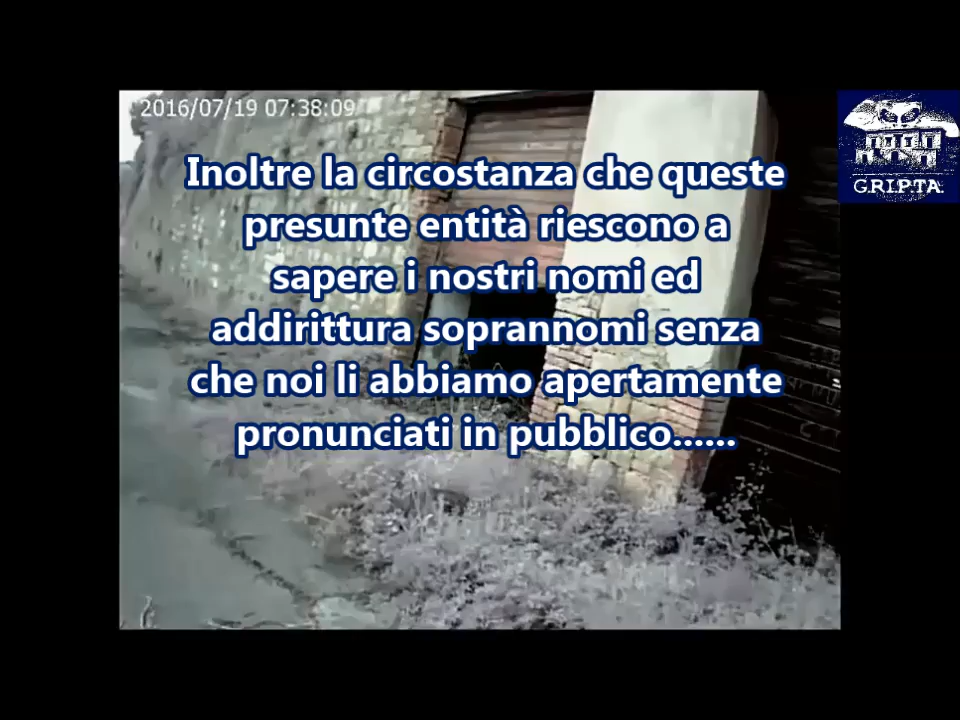 2016/07/19 07:38:09
G.R.I.P.T.A.
Inoltre la circostanza che queste
presunte entità riescono a
sapere i nostri nomi ed
addirittura soprannomi senza
che noi li abbiamo apertamente
pronunciati in pubblico......